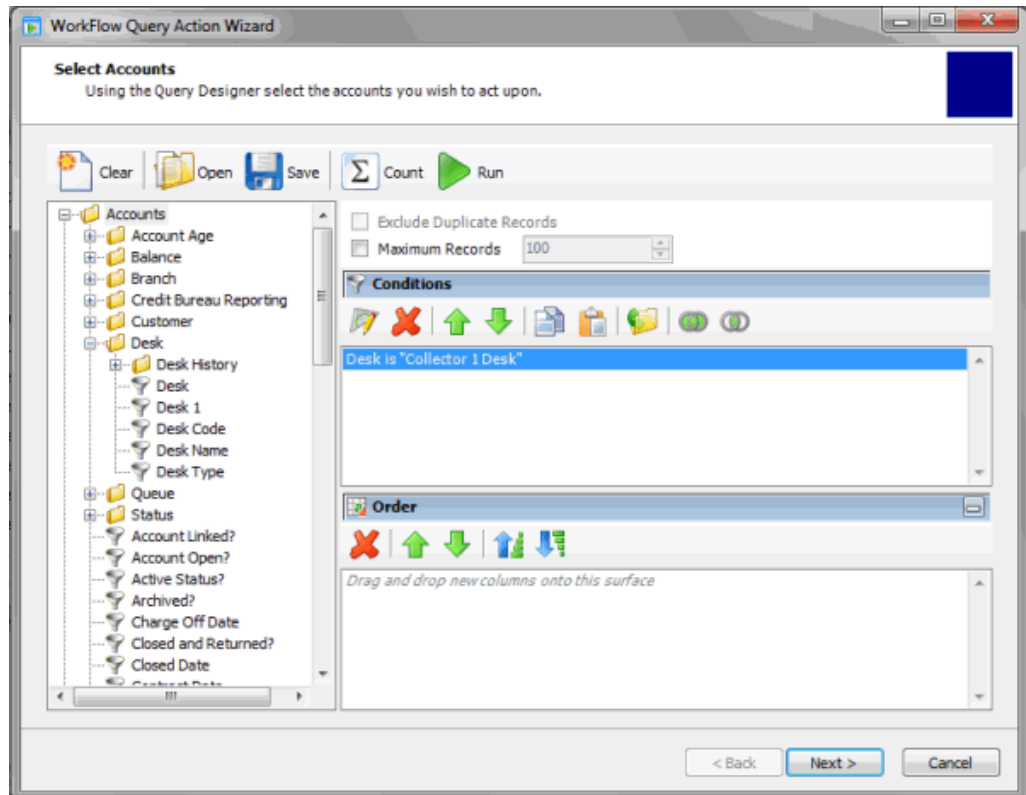 WorkFlow Query Action Wizard
Select Accounts
Using the Query Designer select the accounts you wish to act upon.
Clear Open Save Σ Count Run
Accounts
Account Age
Balance
Branch
Credit Bureau Reporting
Customer
Desk
Desk History
Desk
Desk 1
Desk Code
Desk Name
Desk Type
Queue
Status
Account Linked?
Account Open?
Active Status?
Archived?
Charge Off Date
Closed and Returned?
Closed Date
Exclude Duplicate Records
Maximum Records 100
Conditions
Desk is "Collector 1 Desk"
Order
Drag and drop new columns onto this surface
< Back Next > Cancel